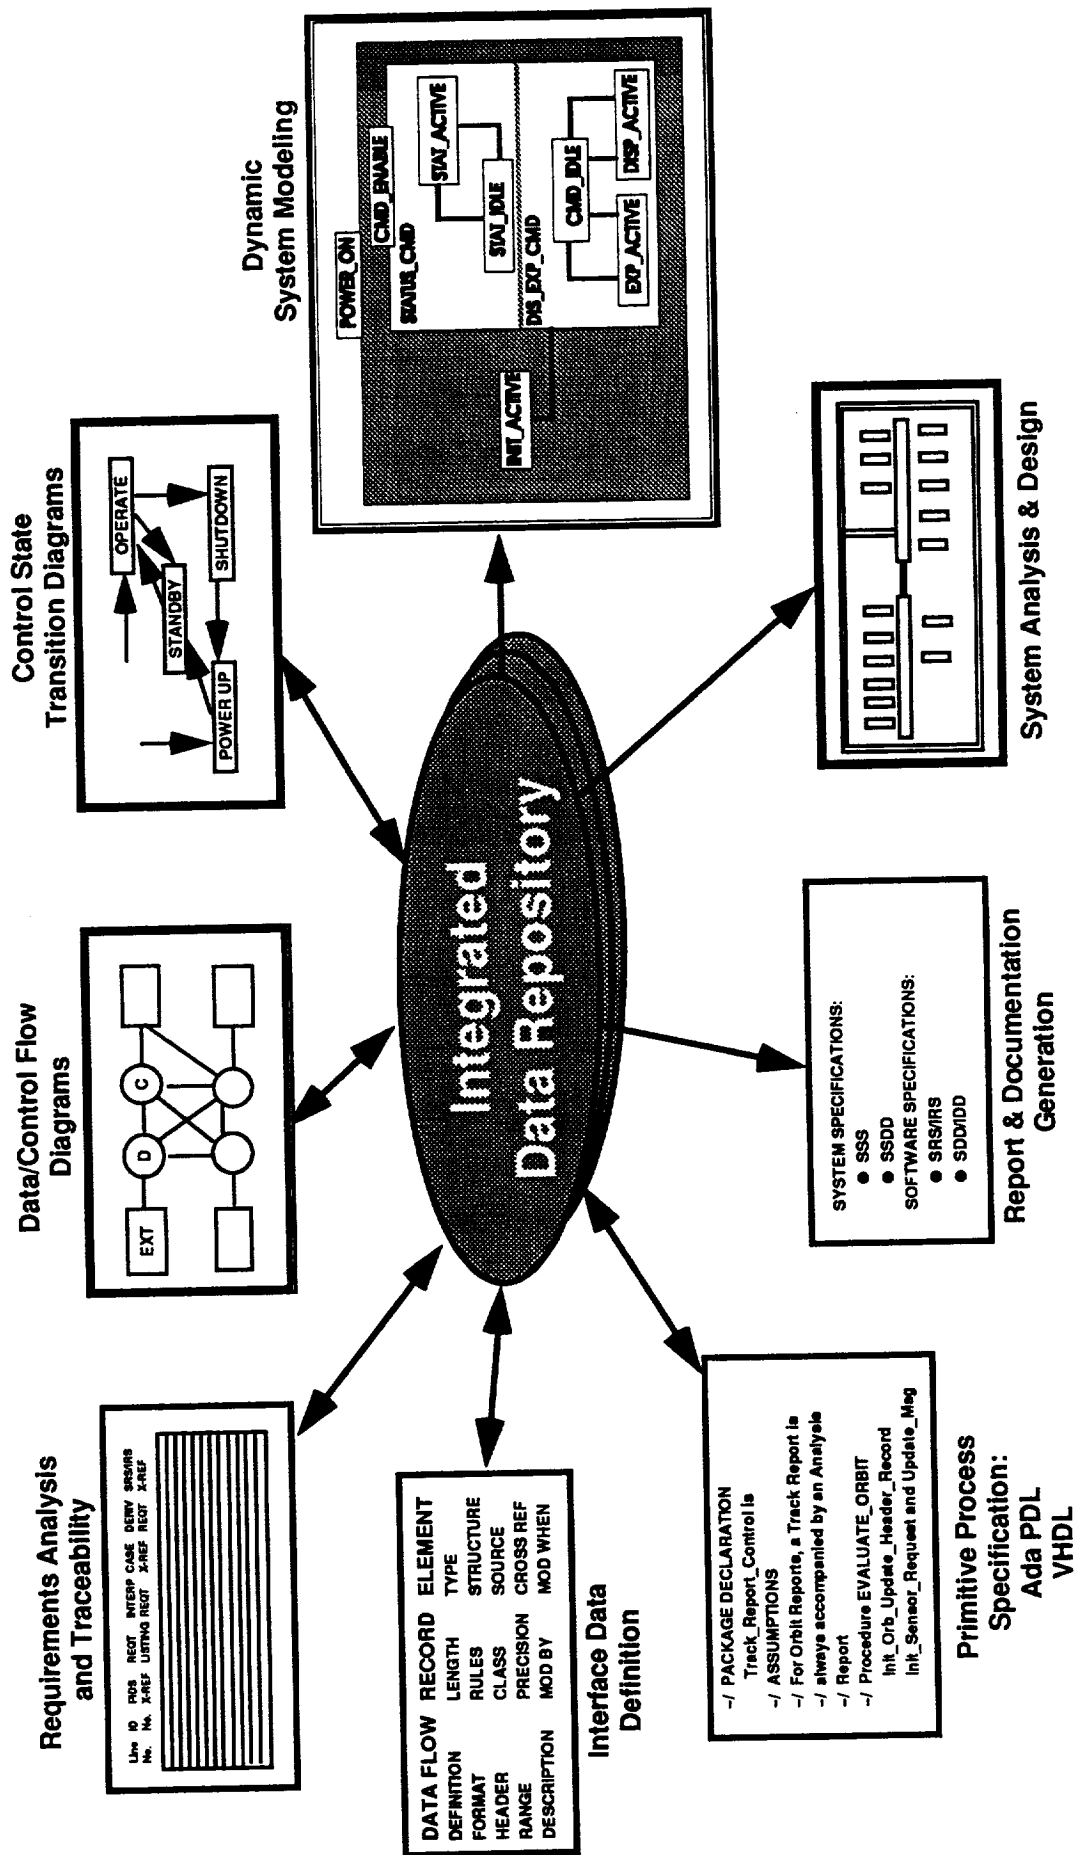 Requirements Analysis
and Traceability
Line ID PIDS REQT INTERP CASE DERV SRS/IRS
No. No. X-REF LISTING REQT X-REF REQT X-REF
Data/Control Flow
Diagrams
EXT
D
C
Control State
Transition Diagrams
OPERATE
STANDBY
POWER UP
SHUTDOWN
Dynamic
System Modeling
POWER_ON
CMD_ENABLE
STATUS_CMD
STAT_ACTIVE
STAT_IDLE
INIT_ACTIVE
DIS_EXP_CMD
CMD_IDLE
EXP_ACTIVE
DISP_ACTIVE
Integrated
Data Repository
DATA FLOW RECORD ELEMENT
DEFINITION LENGTH TYPE
FORMAT RULES STRUCTURE
HEADER CLASS SOURCE
RANGE PRECISION CROSS REF
DESCRIPTION MOD BY MOD WHEN
Interface Data
Definition
-/ PACKAGE DECLARATION
Track_Report_Control is
-/ ASSUMPTIONS
-/ For Orbit Reports, a Track Report is
-/ always accompanied by an Analysis
-/ Report
-/ Procedure EVALUATE_ORBIT
Init_Orb_Update_Header_Record
Init_Sensor_Request and Update_Msg
Primitive Process
Specification:
Ada PDL
VHDL
SYSTEM SPECIFICATIONS:
● SSS
● SSDD
SOFTWARE SPECIFICATIONS:
● SRS/IRS
● SDD/IDD
Report & Documentation
Generation
System Analysis & Design